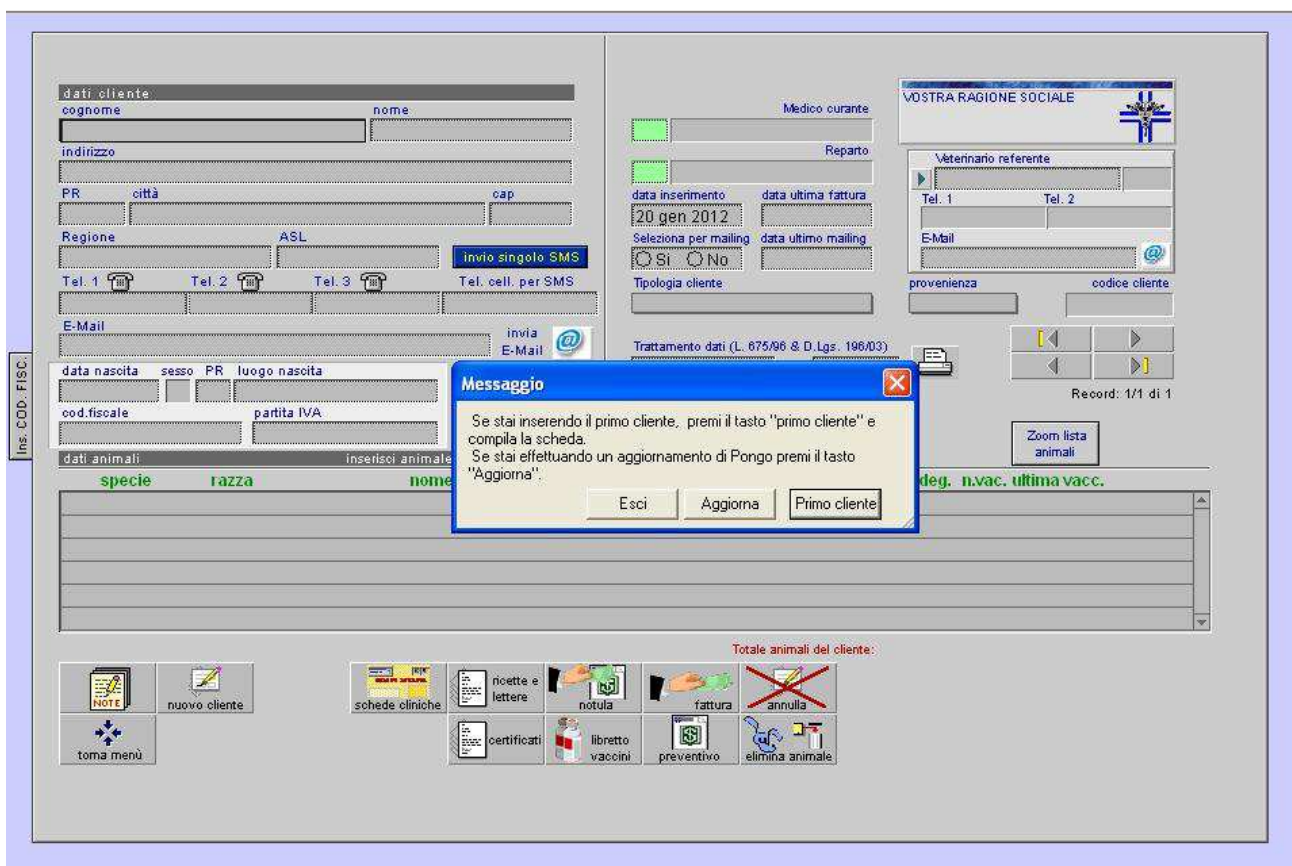 dati cliente
cognome nome
indirizzo
PR città cap
Regione ASL
invio singolo SMS
Tel. 1 Tel. 2 Tel. 3 Tel. cell. per SMS
E-Mail
invia
E-Mail
Ins. COD. FISC.
data nascita sesso PR luogo nascita
cod.fiscale partita IVA
Medico curante
Reparto
data inserimento data ultima fattura
20 gen 2012
Seleziona per mailing data ultimo mailing
Si No
Tipologia cliente
Trattamento dati (L. 675/96 & D.Lgs. 196/03)
VOSTRA RAGIONE SOCIALE
Veterinario referente
Tel. 1 Tel. 2
E-Mail
provenienza codice cliente
Record: 1/1 di 1
Zoom lista
animali
Messaggio
Se stai inserendo il primo cliente, premi il tasto "primo cliente" e
compila la scheda.
Se stai effettuando un aggiornamento di Pongo premi il tasto
"Aggiorna".
Esci Aggiorna Primo cliente
dati animali inserisci animale
specie razza nome deg. n.vac. ultima vacc.
Totale animali del cliente:
NOTE
nuovo cliente
schede cliniche
ricette e
lettere
notula
fattura
annulla
torna menù
certificati
libretto
vaccini
preventivo
elimina animale